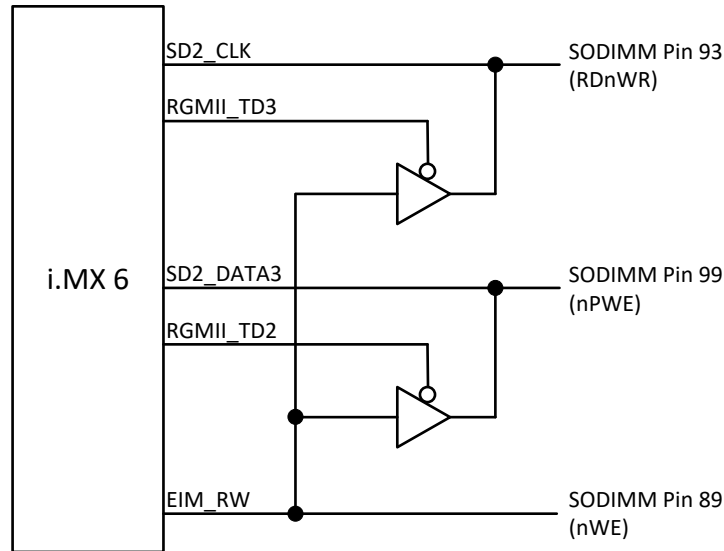 SD2_CLK
SODIMM Pin 93
(RDnWR)
RGMII_TD3
i.MX 6
SD2_DATA3
SODIMM Pin 99
(nPWE)
RGMII_TD2
EIM_RW
SODIMM Pin 89
(nWE)